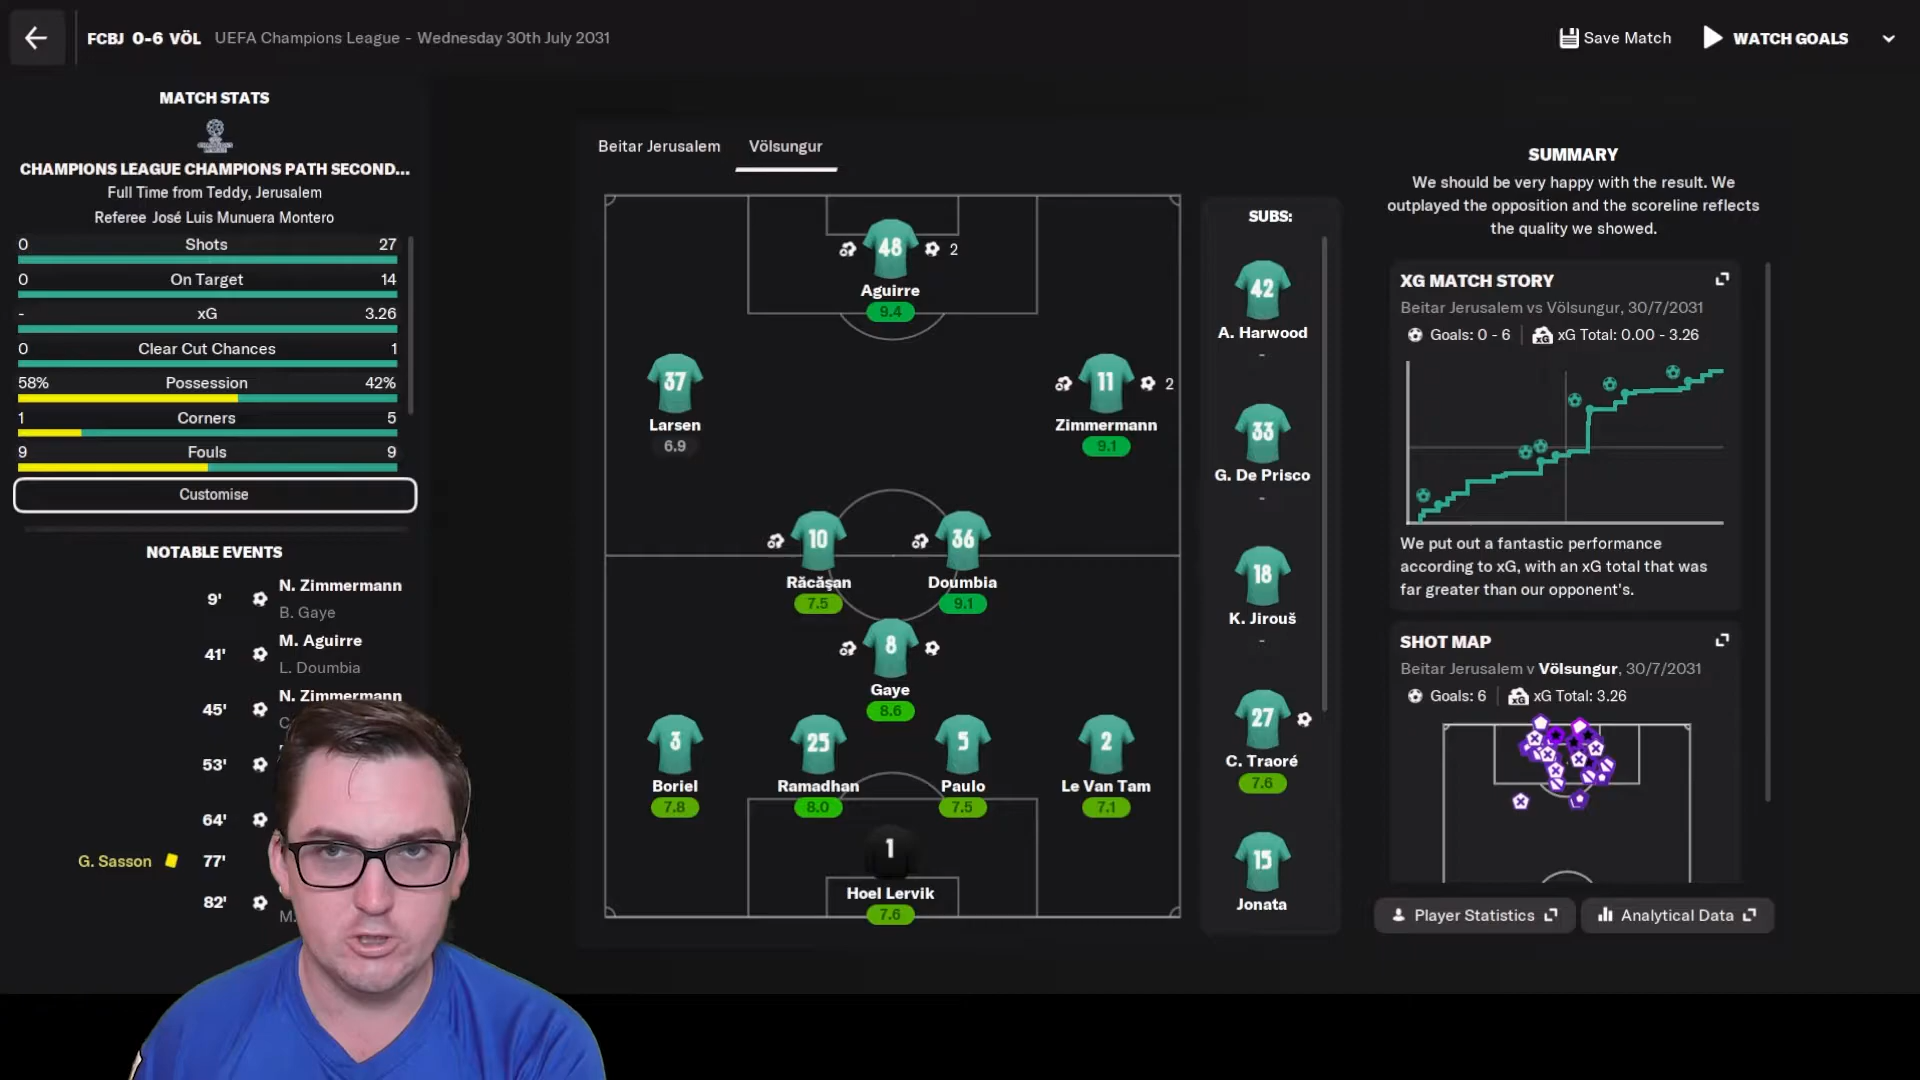 FCBJ 0-6 VÖL UEFA Champions League - Wednesday 30th July 2031
Save Match
WATCH GOALS
MATCH STATS
CHAMPIONS LEAGUE CHAMPIONS PATH SECOND...
Full Time from Teddy, Jerusalem
Referee José Luis Munuera Montero
0 Shots 27
0 On Target 14
- xG 3.26
0 Clear Cut Chances 1
58% Possession 42%
1 Corners 5
9 Fouls 9
Customise
NOTABLE EVENTS
9' N. Zimmermann
B. Gaye
41' M. Aguirre
L. Doumbia
45' N. Zimmermann
53'
64'
G. Sasson 77'
82'
M.
Beitar Jerusalem Völsungur
48 2
Aguirre
9.4
37
Larsen
6.9
11 2
Zimmermann
9.1
10
Răcăşan
7.5
36
Doumbia
9.1
8
Gaye
8.6
3
Boriel
7.8
25
Ramadhan
8.0
5
Paulo
7.5
2
Le Van Tam
7.1
1
Hoel Lervik
7.6
SUBS:
42
A. Harwood
-
33
G. De Prisco
-
18
K. Jirouš
-
27
C. Traoré
7.6
15
Jonata
SUMMARY
We should be very happy with the result. We
outplayed the opposition and the scoreline reflects
the quality we showed.
XG MATCH STORY
Beitar Jerusalem vs Völsungur, 30/7/2031
Goals: 0 - 6 xG xG Total: 0.00 - 3.26
We put out a fantastic performance
according to xG, with an xG total that was
far greater than our opponent's.
SHOT MAP
Beitar Jerusalem v Völsungur, 30/7/2031
Goals: 6 xG xG Total: 3.26
Player Statistics
Analytical Data